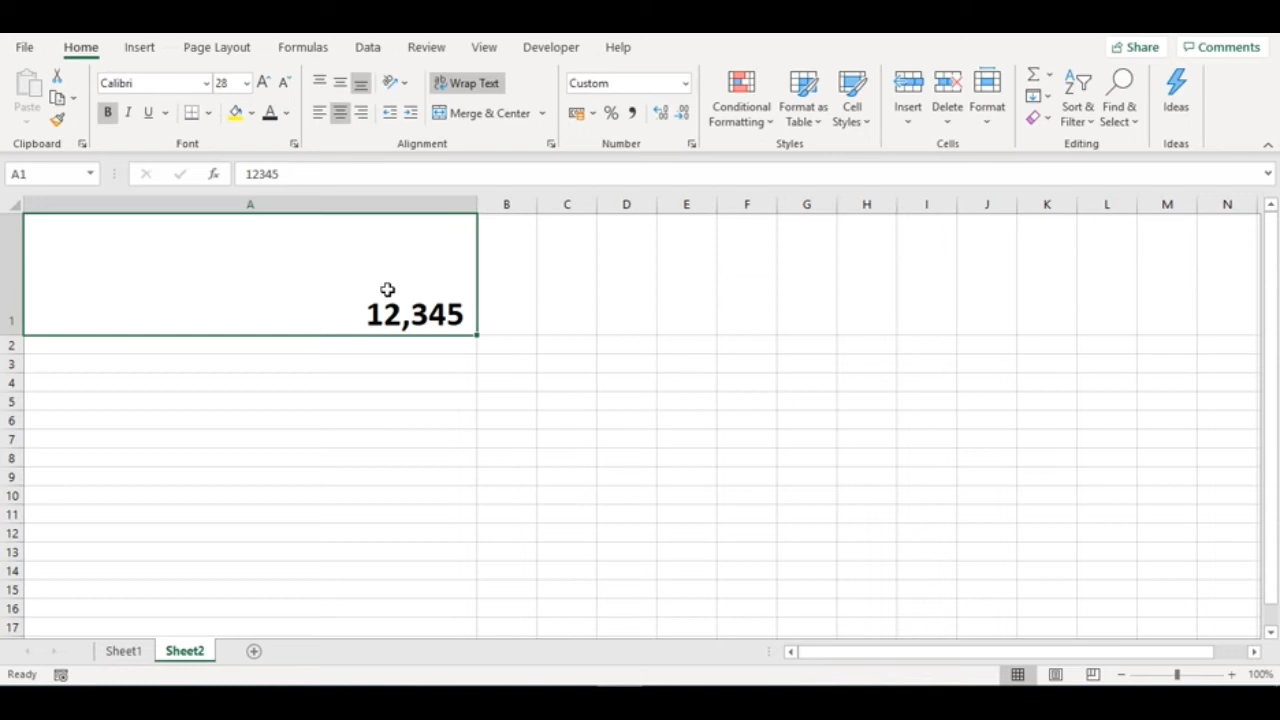 File Home Insert Page Layout Formulas Data Review View Developer Help Share Comments
Paste Calibri 28 A A Wrap Text Custom Conditional Formatting Format as Table Cell Styles Insert Delete Format Sort & Filter Find & Select Ideas
B I U A Merge & Center % ,
Clipboard Font Alignment Number Styles Cells Editing Ideas
A1 fx 12345
A B C D E F G H I J K L M N
1 12,345
2
3
4
5
6
7
8
9
10
11
12
13
14
15
16
17
Sheet1 Sheet2
Ready 100%